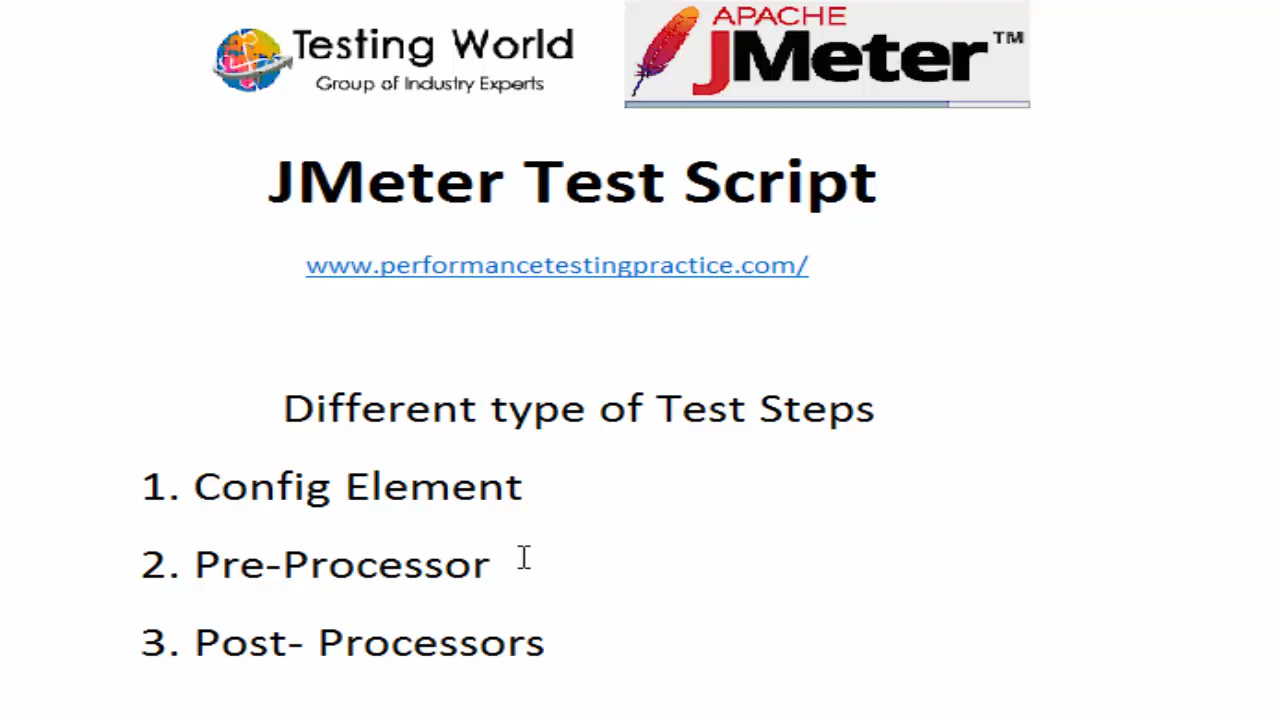 Testing World
Group of Industry Experts
APACHE
JMeter™
JMeter Test Script
www.performancetestingpractice.com/
Different type of Test Steps
1. Config Element
2. Pre-Processor
3. Post- Processors